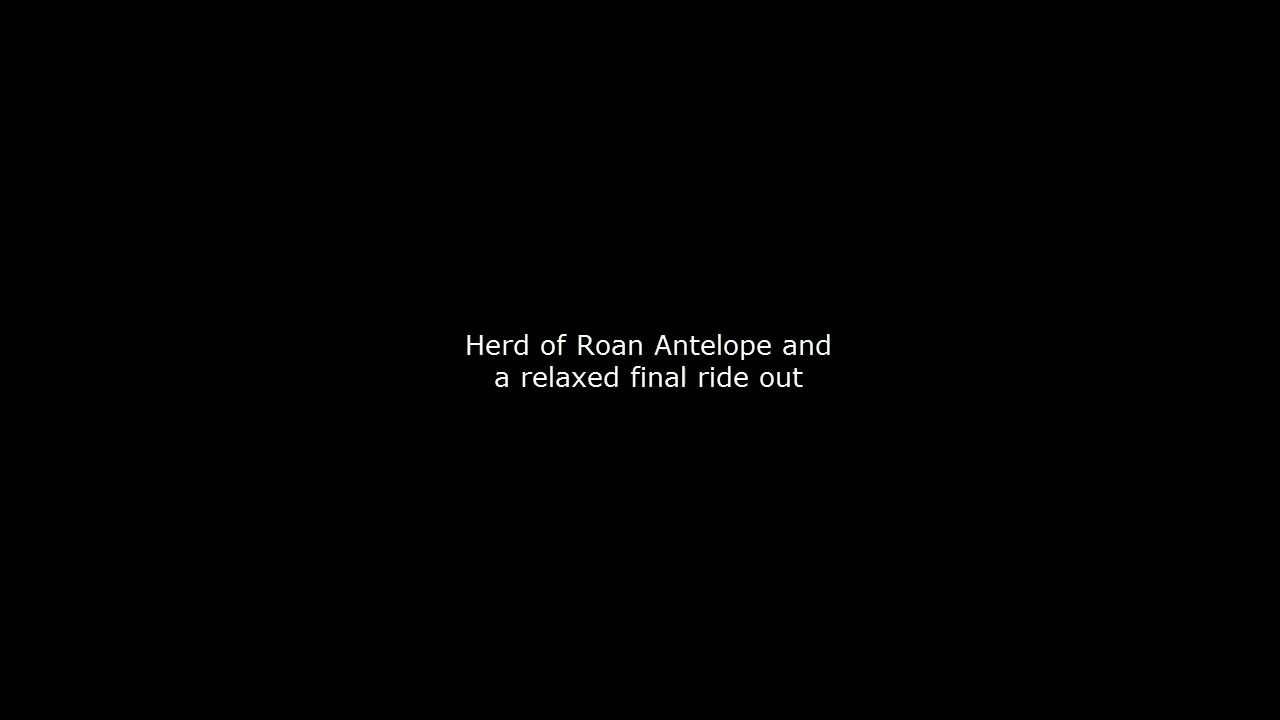 Herd of Roan Antelope and
a relaxed final ride out